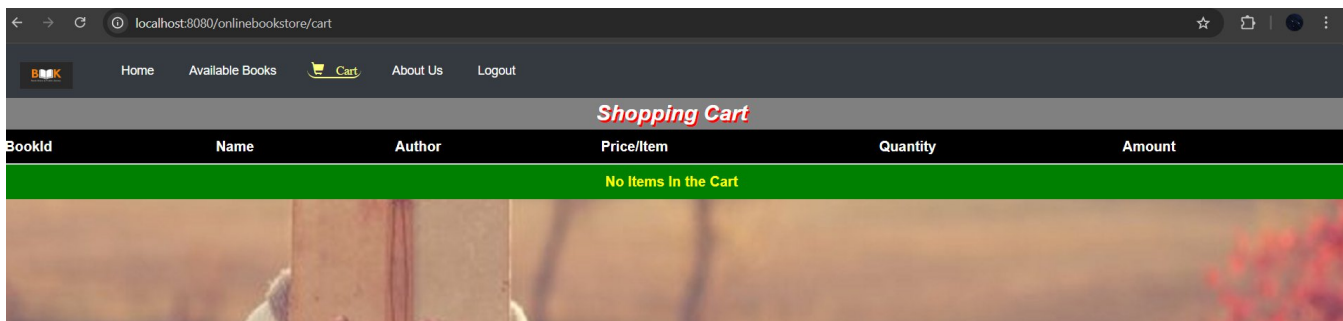 localhost:8080/onlinebookstore/cart
BOOK Home Available Books Cart About Us Logout
Shopping Cart
BookId Name Author Price/Item Quantity Amount
No Items In the Cart